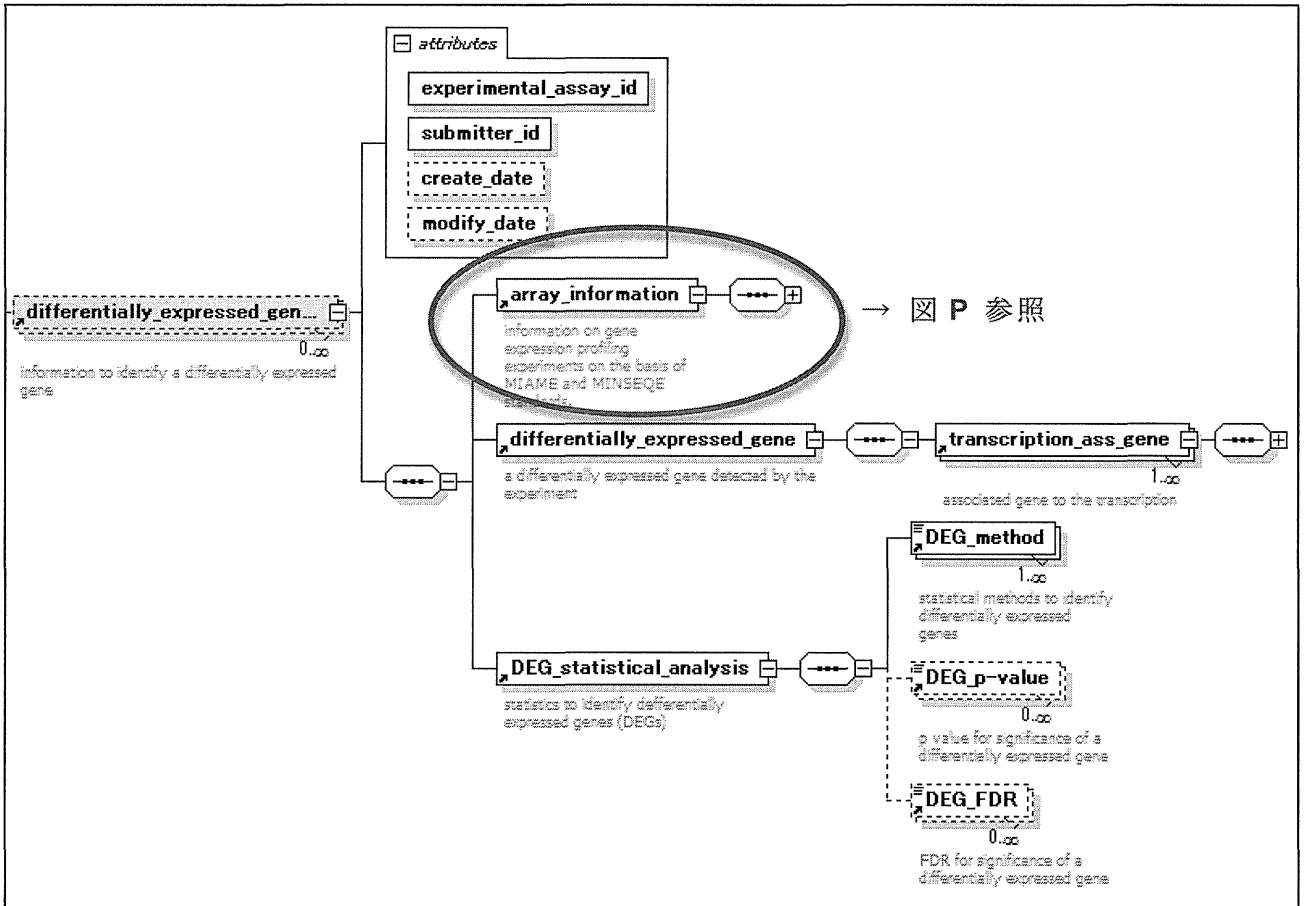 attributes
experimental_assay_id
submitter_id
create_date
modify_date
array_information
information on gene
expression profiling
experiments on the basis of
MIAME and MINSEQE
standards.
→ 図 P 参照
differentially_expressed_gen...
0..∞
information to identify a differentially expressed
gene
differentially_expressed_gene
a differentially expressed gene detected by the
experiment
transcription_ass_gene
1..∞
associated gene to the transcription
DEG_statistical_analysis
statistics to identify defferentially
expressed genes (DEGs)
DEG_method
1..∞
statistical methods to identify
differentially expressed
genes
DEG_p-value
0..∞
p value for significance of a
differentially expressed gene
DEG_FDR
0..∞
FDR for significance of a
differentially expressed gene